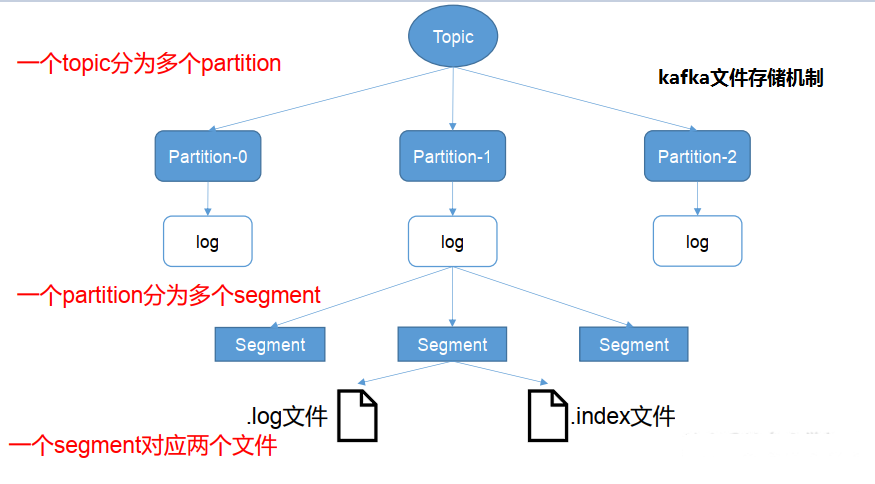 Topic
一个topic分为多个partition
kafka文件存储机制
Partition-0
Partition-1
Partition-2
log
log
log
一个partition分为多个segment
Segment
Segment
Segment
.log文件
.index文件
一个segment对应两个文件